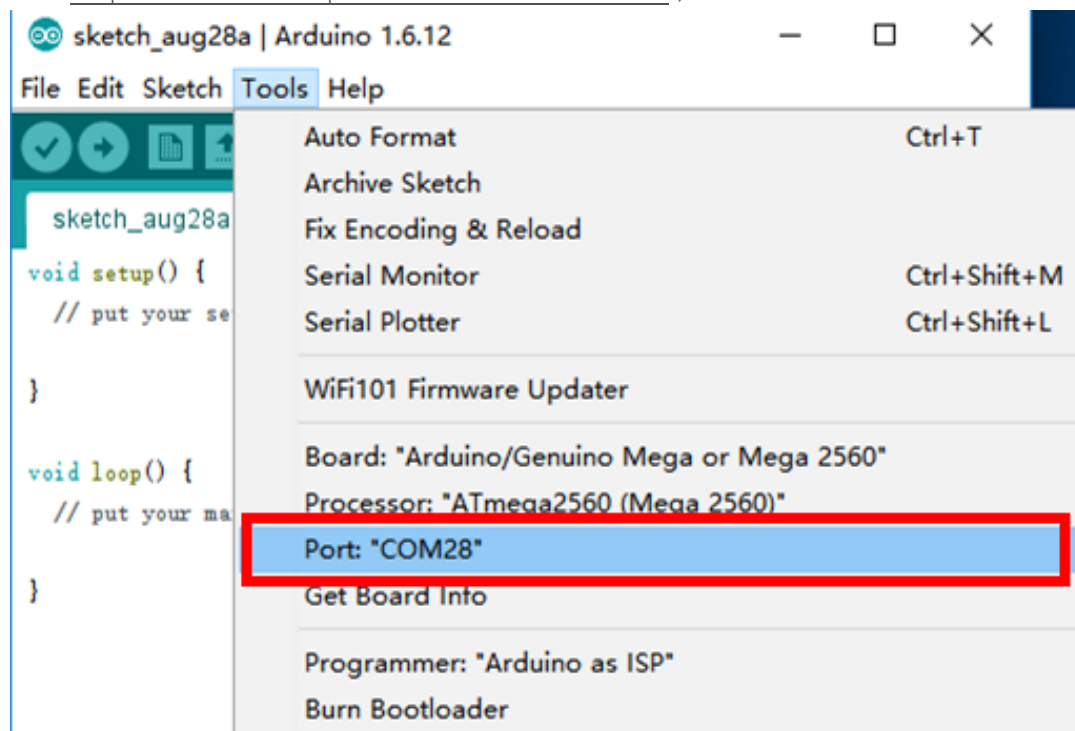 sketch_aug28a | Arduino 1.6.12
File Edit Sketch Tools Help
Auto Format Ctrl+T
Archive Sketch
sketch_aug28a
Fix Encoding & Reload
void setup() {
Serial Monitor Ctrl+Shift+M
// put your se
Serial Plotter Ctrl+Shift+L
}
WiFi101 Firmware Updater
Board: "Arduino/Genuino Mega or Mega 2560"
void loop() {
Processor: "ATmega2560 (Mega 2560)"
// put your ma
Port: "COM28"
}
Get Board Info
Programmer: "Arduino as ISP"
Burn Bootloader